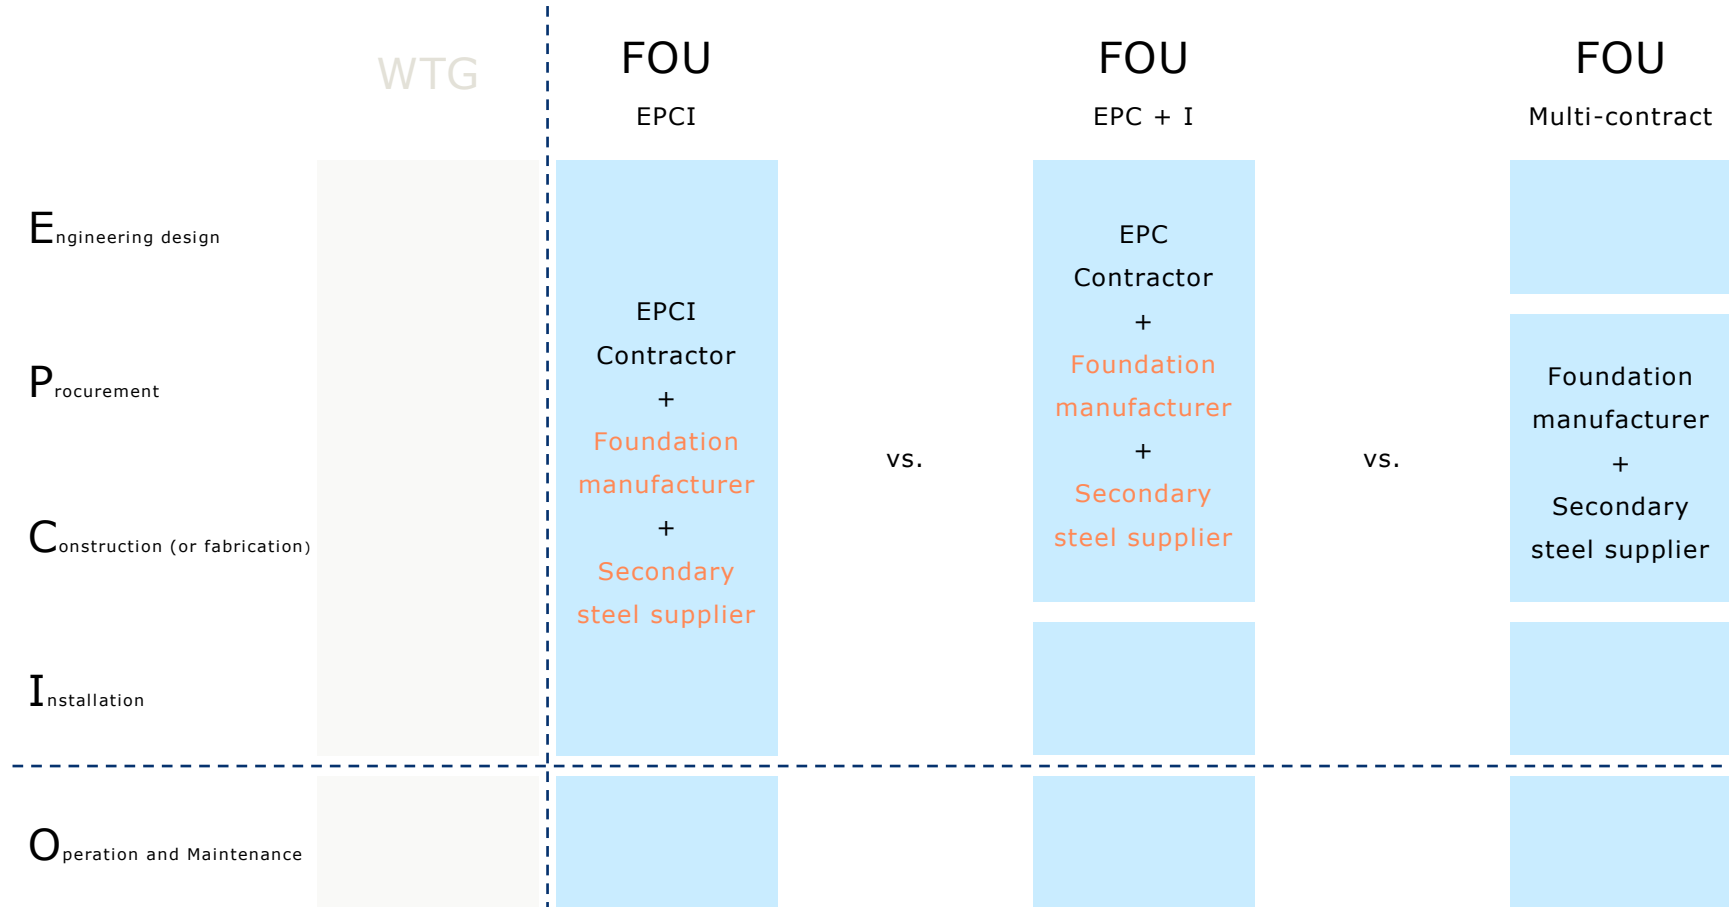 WTG
FOU
EPCI
FOU
EPC + I
FOU
Multi-contract
Engineering design
Procurement
Construction (or fabrication)
Installation
Operation and Maintenance
EPCI
Contractor
+
Foundation
manufacturer
+
Secondary
steel supplier
vs.
EPC
Contractor
+
Foundation
manufacturer
+
Secondary
steel supplier
vs.
Foundation
manufacturer
+
Secondary
steel supplier